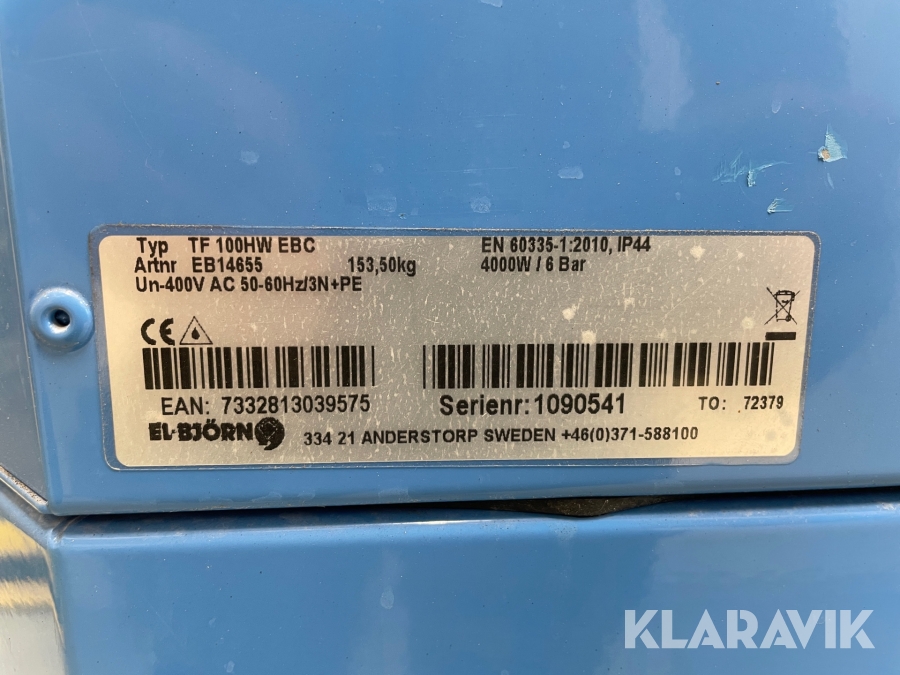 Typ TF 100HW EBC EN 60335-1:2010, IP44
Artnr EB14655 153,50kg 4000W / 6 Bar
Un-400V AC 50-60Hz/3N+PE
CE
EAN: 7332813039575 Serienr: 1090541 TO: 72379
EL-BJÖRN 334 21 ANDERSTORP SWEDEN +46(0)371-588100
KLARAVIK